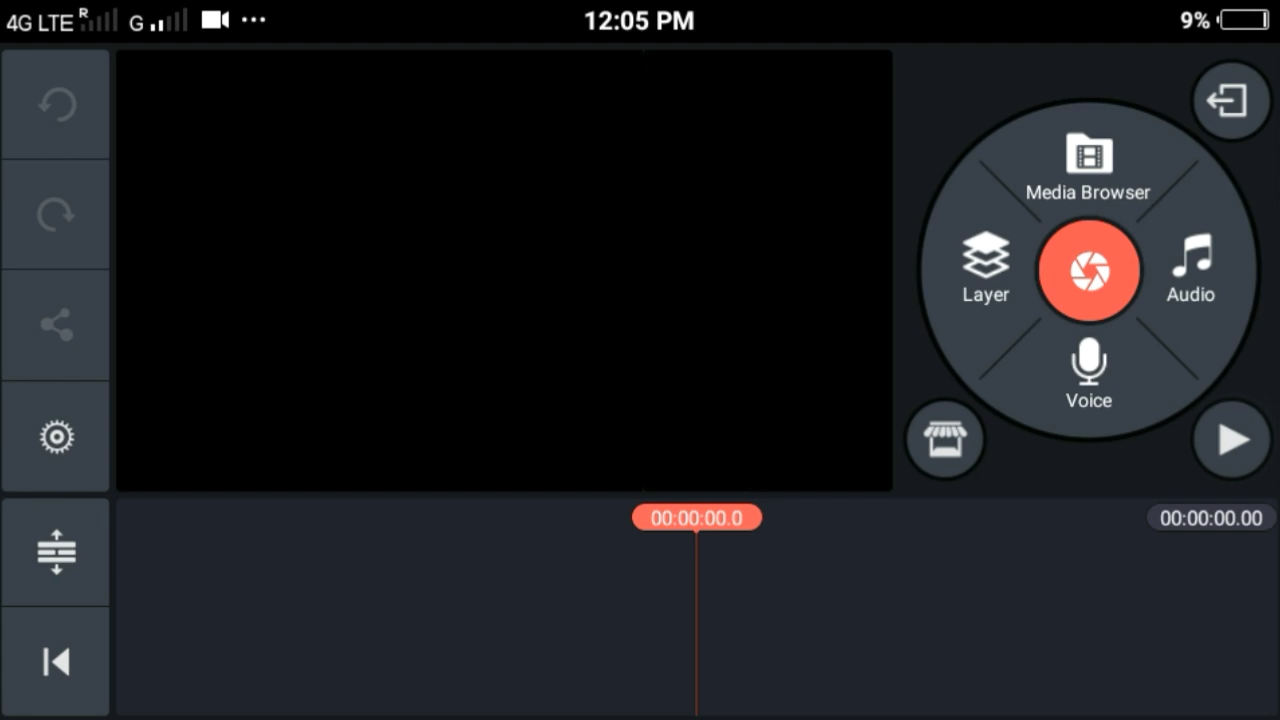 4G LTE R G ... 12:05 PM 9%
Media Browser
Layer
Audio
Voice
00:00:00.0
00:00:00.00